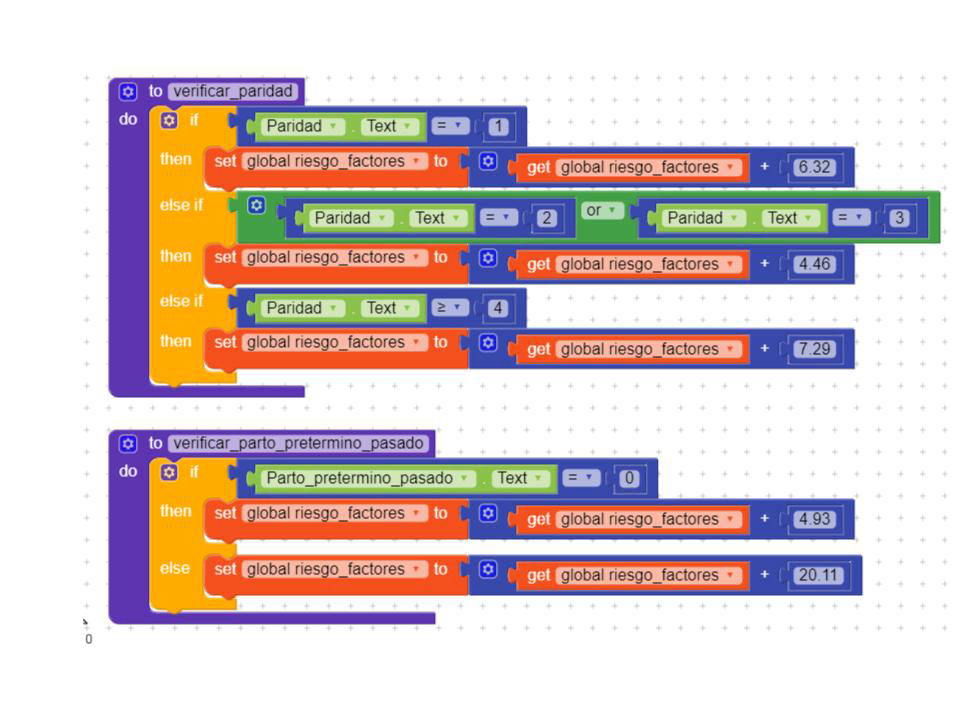 to verificar_paridad
do if Paridad . Text = 1
then set global riesgo_factores to get global riesgo_factores + 6.32
else if Paridad . Text = 2 or Paridad . Text = 3
then set global riesgo_factores to get global riesgo_factores + 4.46
else if Paridad . Text ≥ 4
then set global riesgo_factores to get global riesgo_factores + 7.29
to verificar_parto_pretermino_pasado
do if Parto_pretermino_pasado . Text = 0
then set global riesgo_factores to get global riesgo_factores + 4.93
else set global riesgo_factores to get global riesgo_factores + 20.11
0